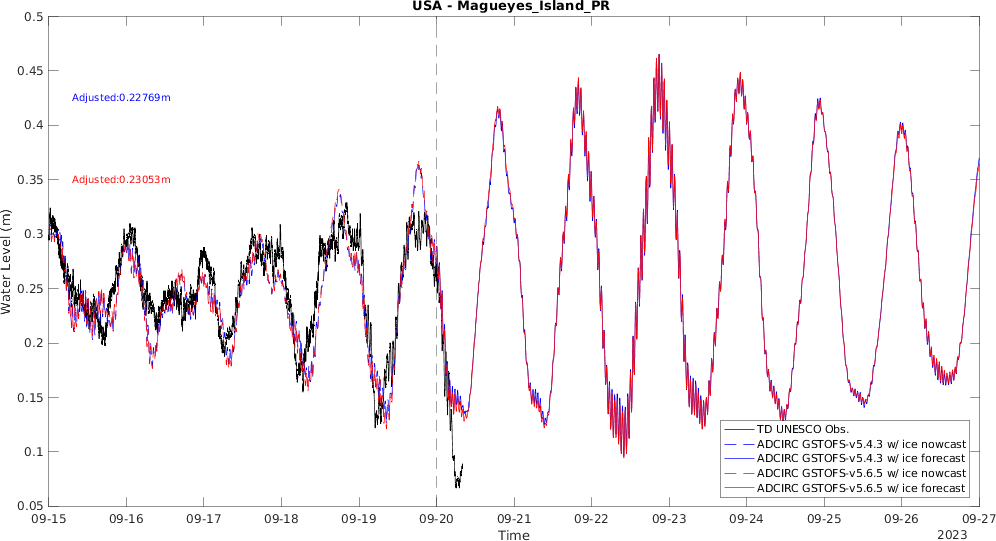 USA - Magueyes_Island_PR
0.5
0.45
0.4
0.35
0.3
0.25
0.2
0.15
0.1
0.05
Water Level (m)
Adjusted:0.22769m
Adjusted:0.23053m
TD UNESCO Obs.
ADCIRC GSTOFS-v5.4.3 w/ ice nowcast
ADCIRC GSTOFS-v5.4.3 w/ ice forecast
ADCIRC GSTOFS-v5.6.5 w/ ice nowcast
ADCIRC GSTOFS-v5.6.5 w/ ice forecast
09-15 09-16 09-17 09-18 09-19 09-20 09-21 09-22 09-23 09-24 09-25 09-26 09-27
Time
2023